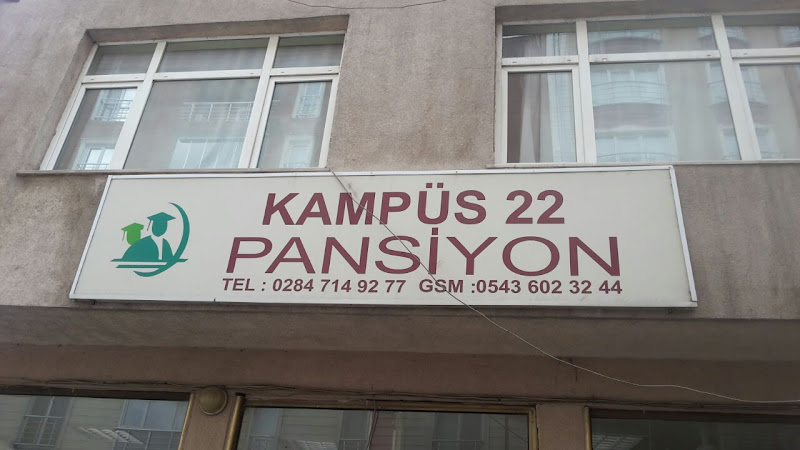 KAMPÜS 22
PANSİYON
TEL : 0284 714 92 77 GSM :0543 602 32 44